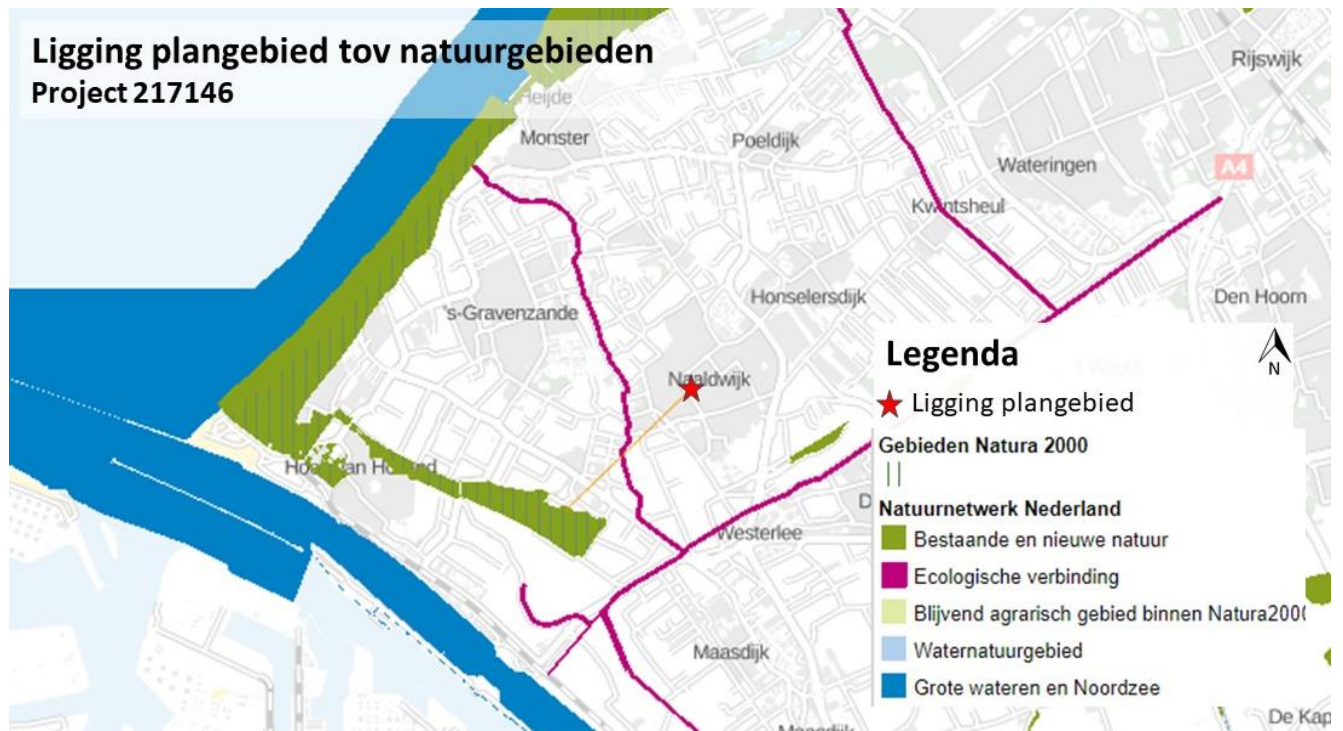 Ligging plangebied tov natuurgebieden
Project 217146
Rijswijk
Heijde
Monster
Poeldijk
Wateringen
A4
Kwintsheul
's-Gravenzande
Honselersdijk
Den Hoorn
Naaldwijk
Hoek van Holland
Westerlee
Maasdijk
Maasdijk
De Kap
Legenda
N
Ligging plangebied
Gebieden Natura 2000
Natuurnetwerk Nederland
Bestaande en nieuwe natuur
Ecologische verbinding
Blijvend agrarisch gebied binnen Natura200
Waternatuurgebied
Grote wateren en Noordzee